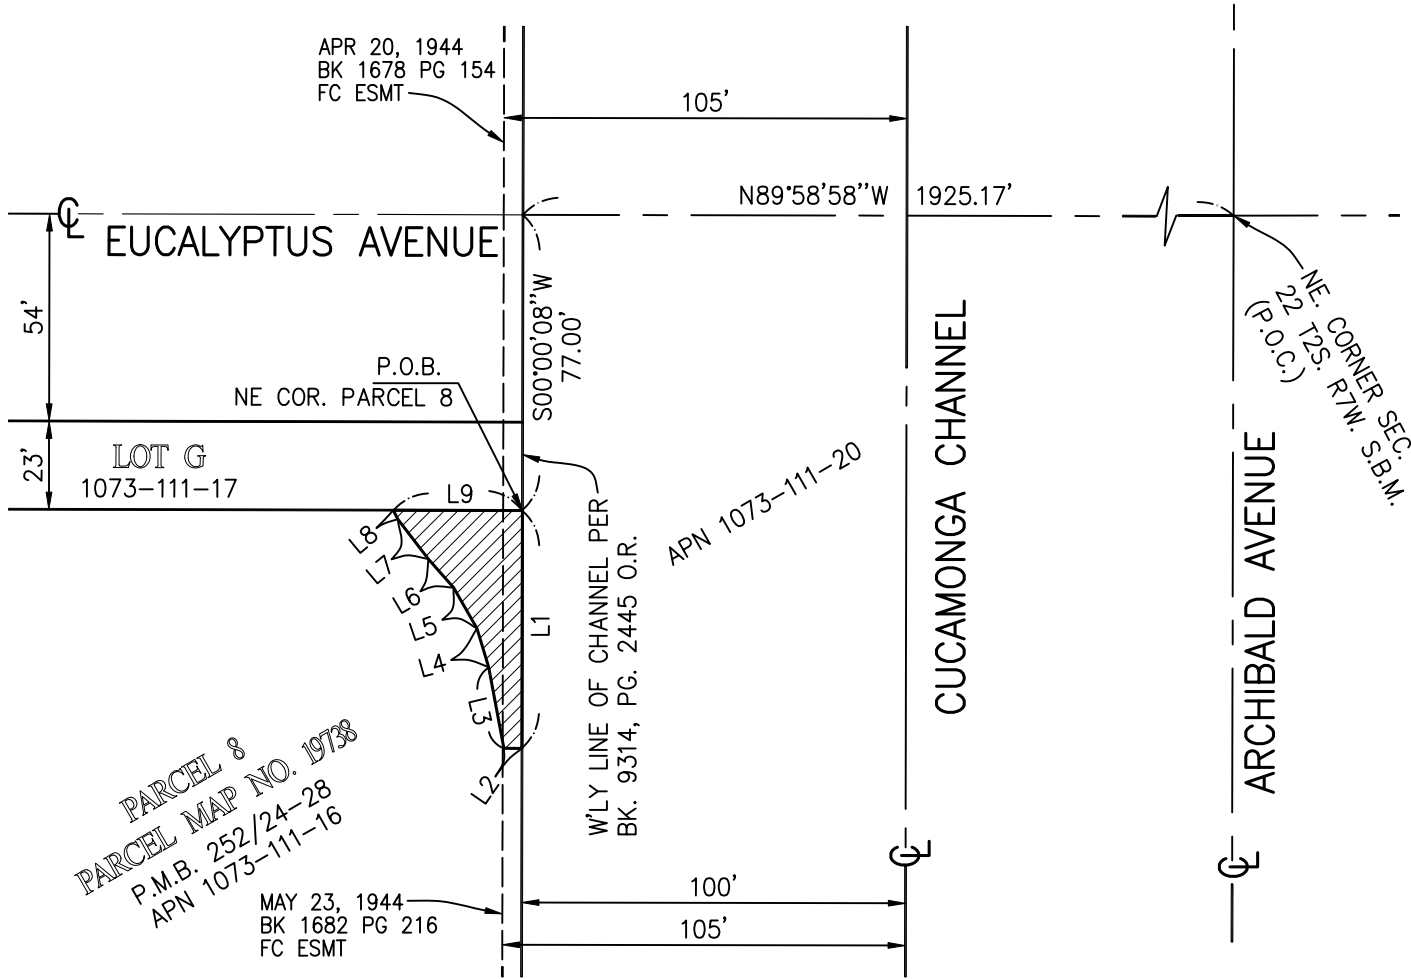 APR 20, 1944
BK 1678 PG 154
FC ESMT
105'
N89°58'58"W 1925.17'
℄
EUCALYPTUS AVENUE
54'
S00°00'08"W
77.00'
NE. CORNER SEC.
22 T2S. R7W. S.B.M.
(P.O.C.)
P.O.B.
NE COR. PARCEL 8
23'
LOT G
1073-111-17
L9
L8
L7
L6
L5
L4
L3
L2
L1
W'LY LINE OF CHANNEL PER
BK. 9314, PG. 2445 O.R.
APN 1073-111-20
CUCAMONGA CHANNEL
℄
ARCHIBALD AVENUE
℄
PARCEL 8
PARCEL MAP NO. 19738
P.M.B. 252/24-28
APN 1073-111-16
MAY 23, 1944
BK 1682 PG 216
FC ESMT
100'
105'